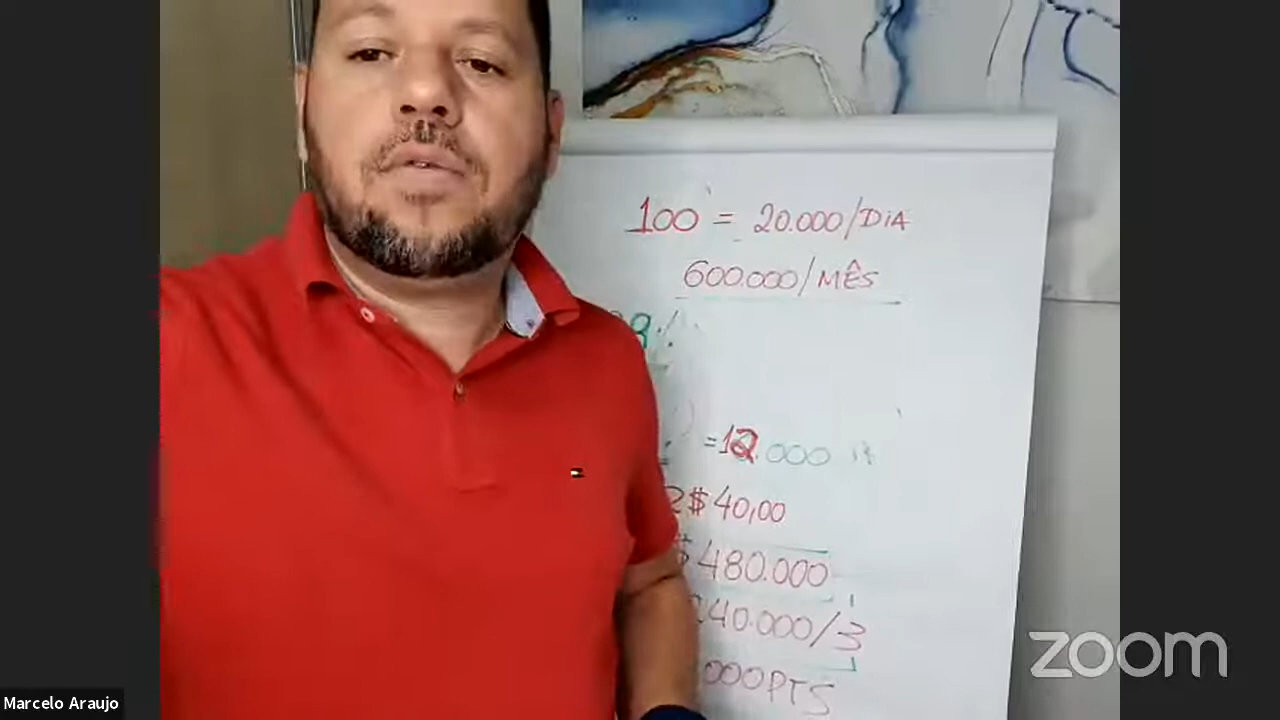 100 = 20.000/DIA
600.000/MÊS
9%
=12.000
$40,00
$480.000
40.000/3
000PTS
zoom
Marcelo Araujo